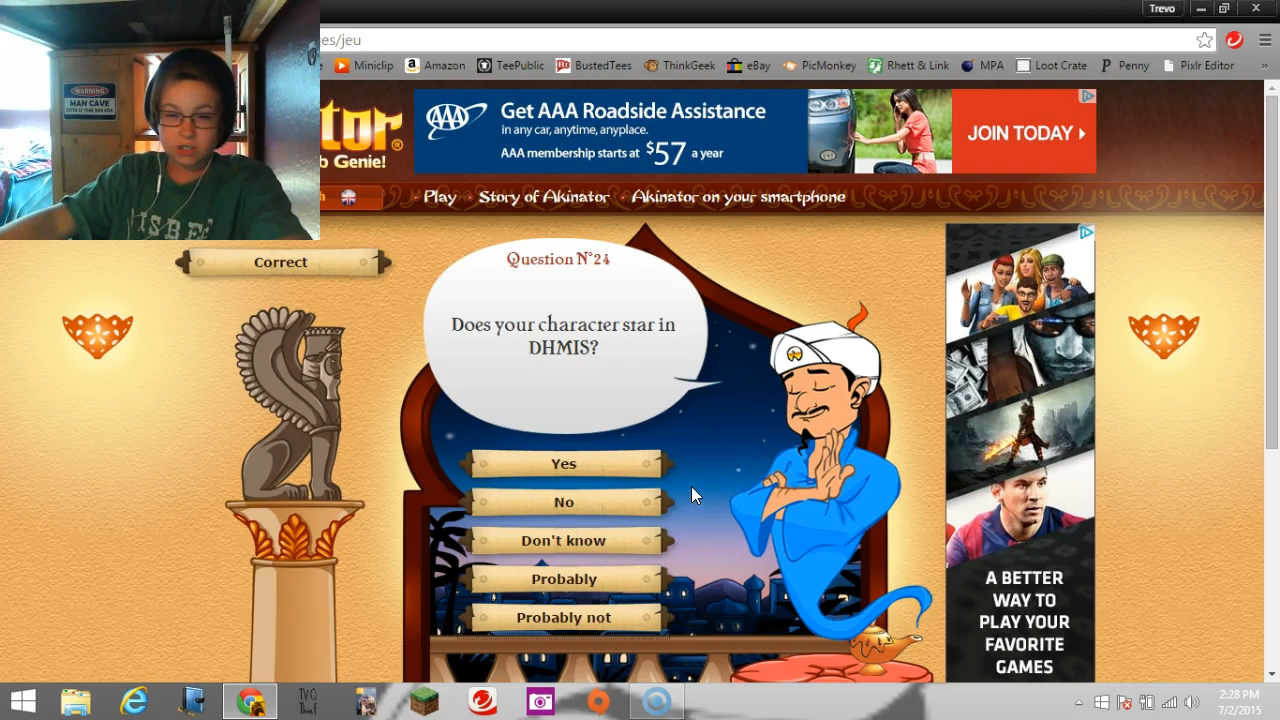 Trevo
es/jeu
Miniclip
Amazon
TeePublic
BustedTees
ThinkGeek
eBay
PicMonkey
Rhett & Link
MPA
Loot Crate
Penny
Pixlr Editor
»
WARNING
MAN CAVE
tor®
b Genie!
AAA
Get AAA Roadside Assistance
in any car, anytime, anyplace.
AAA membership starts at $57 a year
JOIN TODAY
Play · Story of Akinator · Akinator on your smartphone
Correct
Question N°24
Does your character star in
DHMIS?
Yes
No
Don't know
Probably
Probably not
A BETTER
WAY TO
PLAY YOUR
FAVORITE
GAMES
2:28 PM
7/2/2015